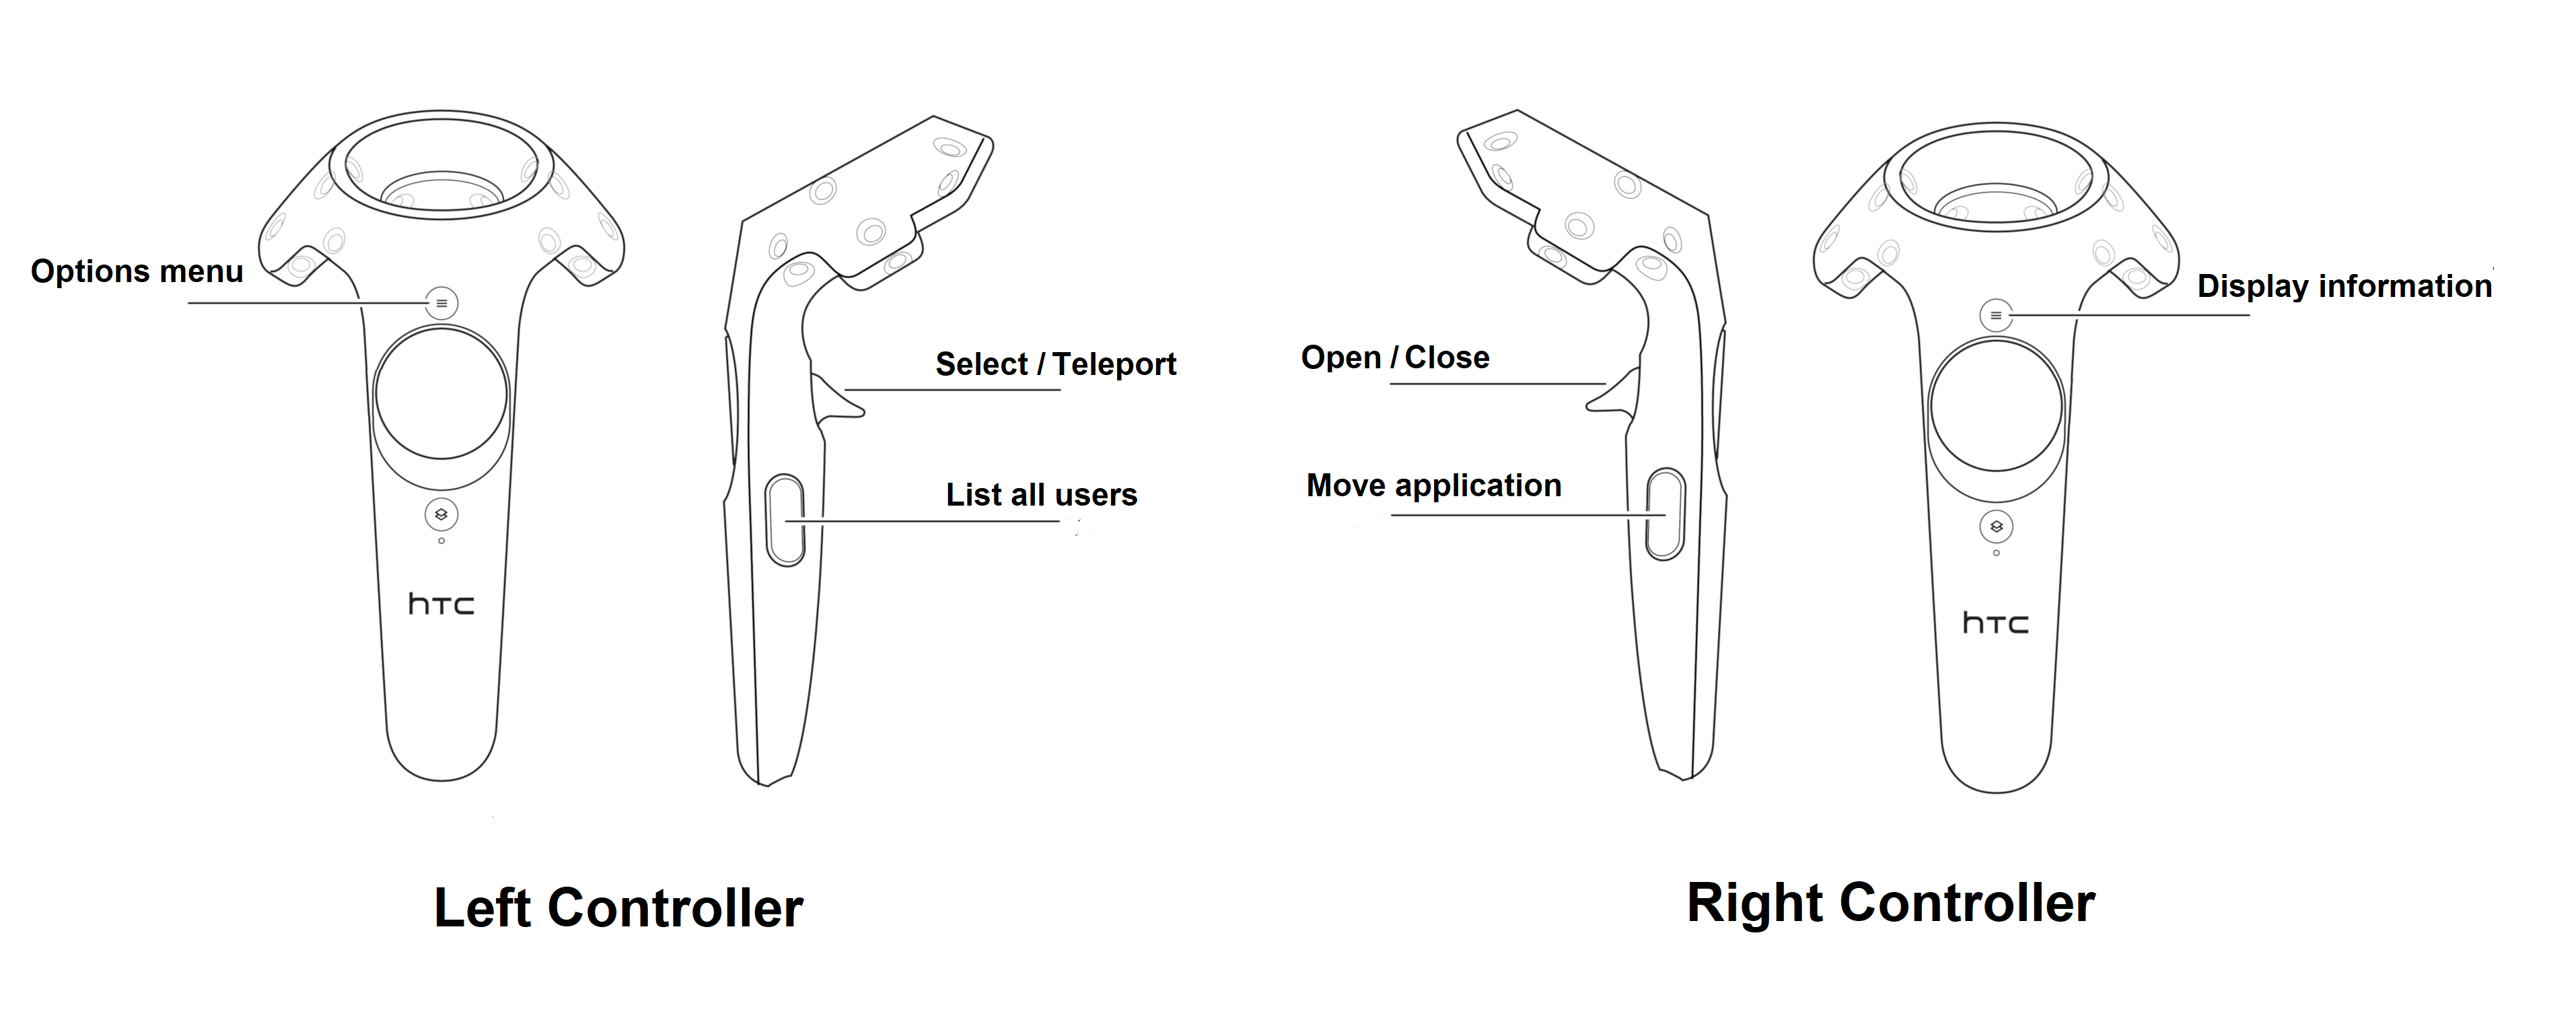 Options menu
Select / Teleport
List all users
hTC
Left Controller
Open / Close
Move application
Display information
hTC
Right Controller